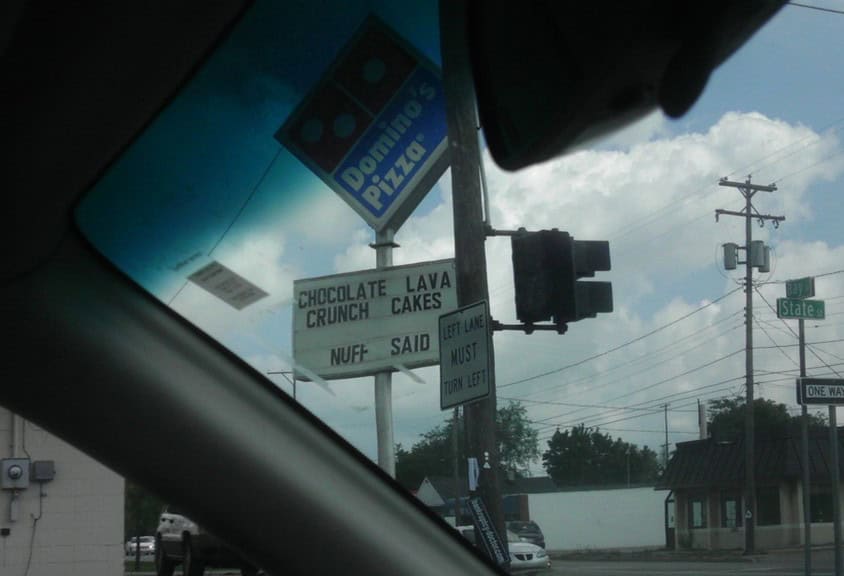 Domino's
Pizza
CHOCOLATE LAVA
CRUNCH CAKES
NUFF SAID
LEFT LANE
MUST
TURN LEFT
State
ONE WAY